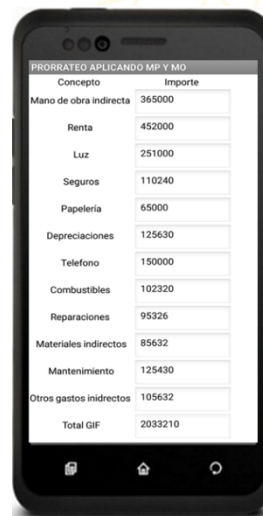 PRORRATEO APLICANDO MP Y MO
Concepto Importe
Mano de obra indirecta 365000
Renta 452000
Luz 251000
Seguros 110240
Papelería 65000
Depreciaciones 125630
Telefono 150000
Combustibles 102320
Reparaciones 95326
Materiales indirectos 85632
Mantenimiento 125430
Otros gastos inidrectos 105632
Total GIF 2033210